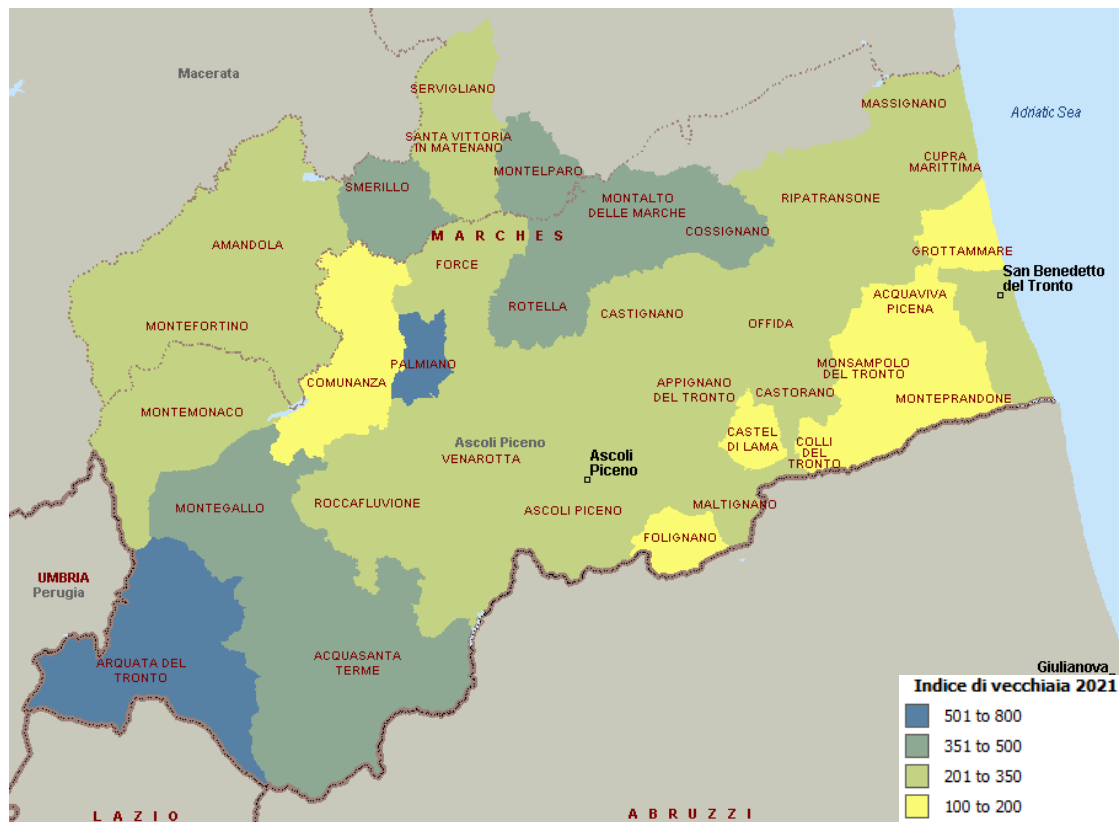 Macerata
SERVIGLIANO
MASSIGNANO
Adriatic Sea
SANTA VITTORIA
IN MATENANO
CUPRA
MARITTIMA
MONTELPARO
SMERILLO
MONTALTO
DELLE MARCHE
RIPATRANSONE
COSSIGNANO
MARCHES
AMANDOLA
GROTTAMMARE
FORCE
San Benedetto
del Tronto
ACQUAVIVA
PICENA
ROTELLA
CASTIGNANO
MONTEFORTINO
OFFIDA
PALMIANO
MONSAMPOLO
DEL TRONTO
COMUNANZA
APPIGNANO
DEL TRONTO
CASTORANO
MONTEPRANDONE
MONTEMONACO
CASTEL
DI LAMA
COLLI
DEL
TRONTO
Ascoli Piceno
VENAROTTA
Ascoli
Piceno
ROCCAFLUVIONE
MONTEGALLO
ASCOLI PICENO
MALTIGNANO
FOLIGNANO
UMBRIA
Perugia
ARQUATA DEL
TRONTO
ACQUASANTA
TERME
Giulianova
Indice di vecchiaia 2021
501 to 800
351 to 500
201 to 350
100 to 200
LAZIO
ABRUZZI